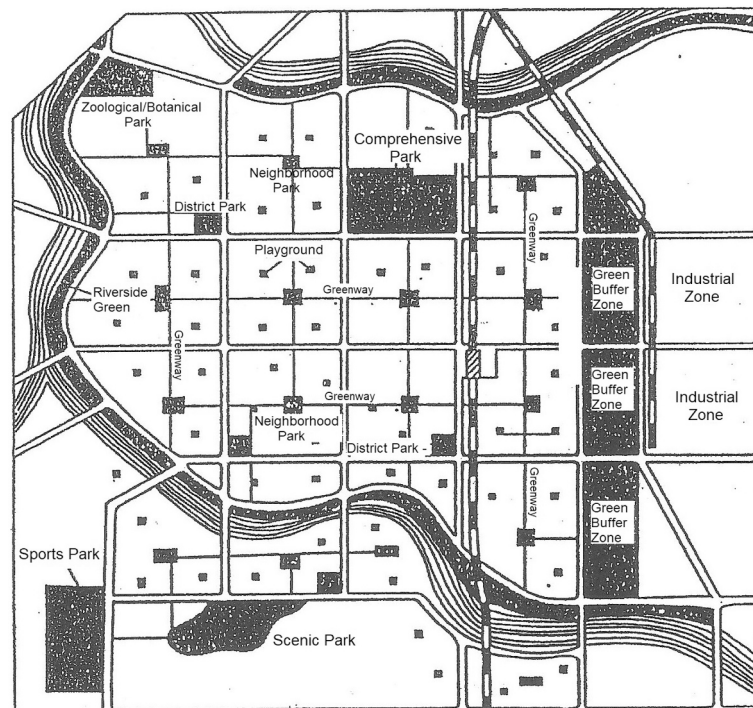 Zoological/Botanical
Park
Comprehensive
Park
Neighborhood
Park
District Park
Greenway
Playground
Riverside
Green
Greenway
Green
Buffer
Zone
Industrial
Zone
Greenway
Greenway
Green
Buffer
Zone
Industrial
Zone
Neighborhood
Park
District Park -
Greenway
Green
Buffer
Zone
Sports Park
Scenic Park